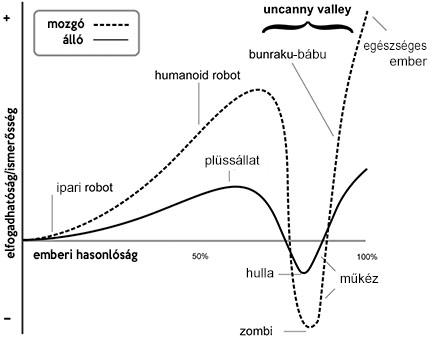 +
mozgó
álló
uncanny valley
egészséges
ember
bunraku-bábu
humanoid robot
plüssállat
ipari robot
elfogadhatóság/ismerősség
emberi hasonlóság
50%
100%
hulla
műkéz
zombi
–